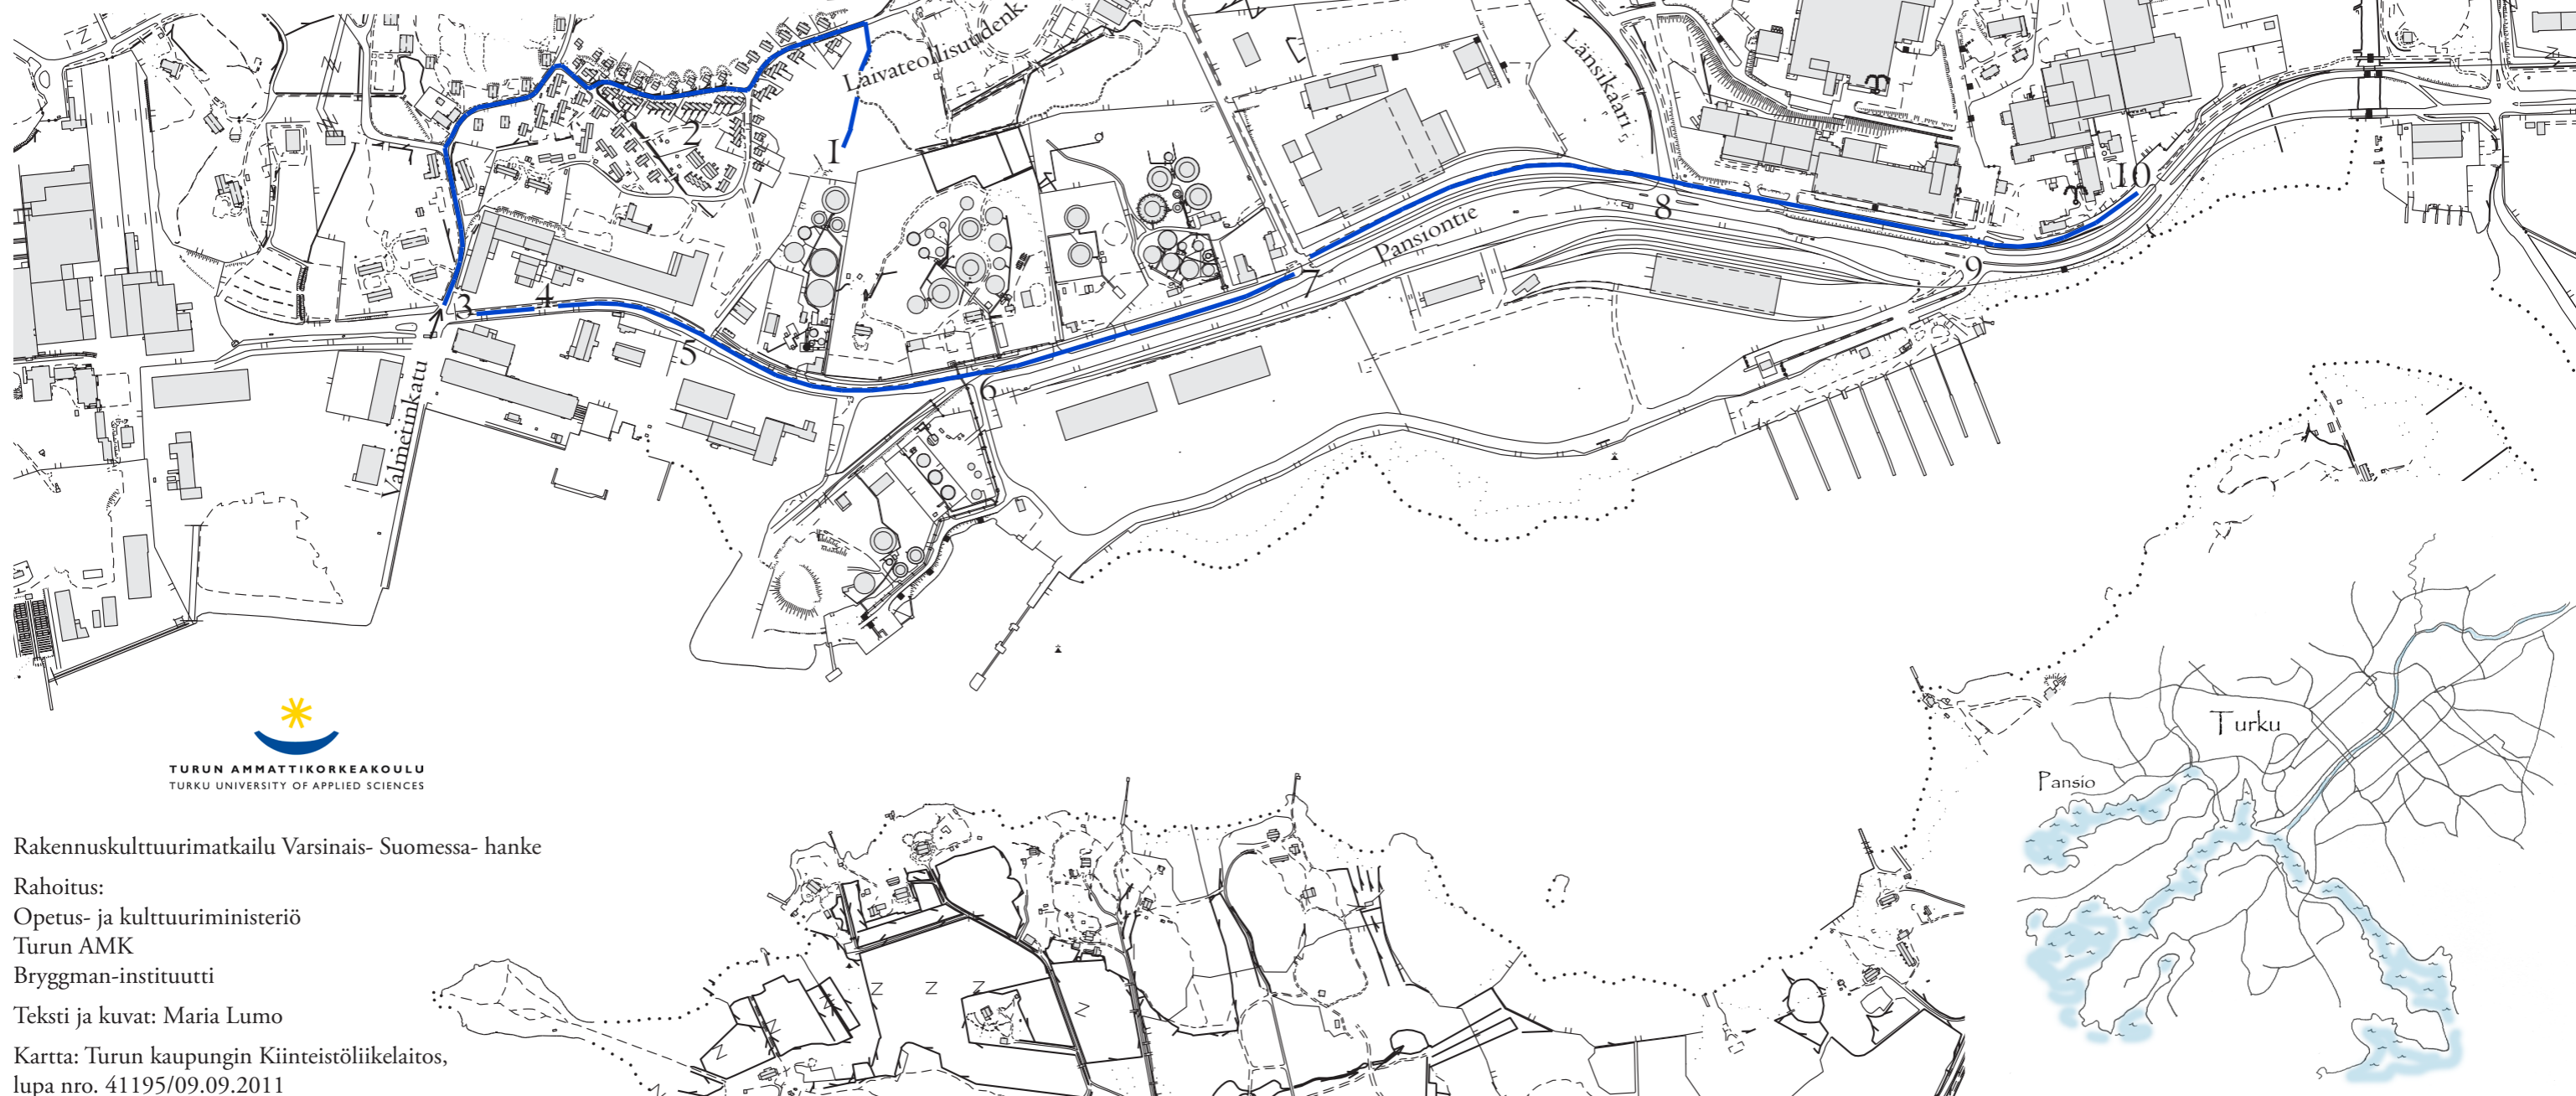 Laivateollisuudenk.
Länsikaari
1
2
3
4
5
6
7
8
9
10
Pansiontie
Valmetinkatu
Turku
Pansio
TURUN AMMATTIKORKEAKOULU
TURKU UNIVERSITY OF APPLIED SCIENCES
Rakennuskulttuurimatkailu Varsinais- Suomessa- hanke
Rahoitus:
Opetus- ja kulttuuriministeriö
Turun AMK
Bryggman-instituutti
Teksti ja kuvat: Maria Lumo
Kartta: Turun kaupungin Kiinteistöliikelaitos,
lupa nro. 41195/09.09.2011